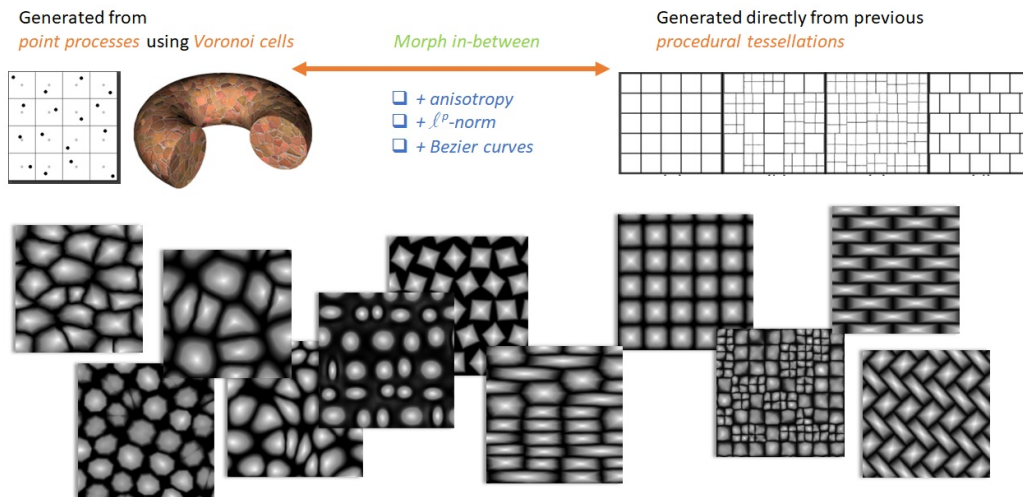 Generated from
point processes using Voronoi cells
Morph in-between
❑ + anisotropy
❑ + ℓᵖ-norm
❑ + Bezier curves
Generated directly from previous
procedural tessellations